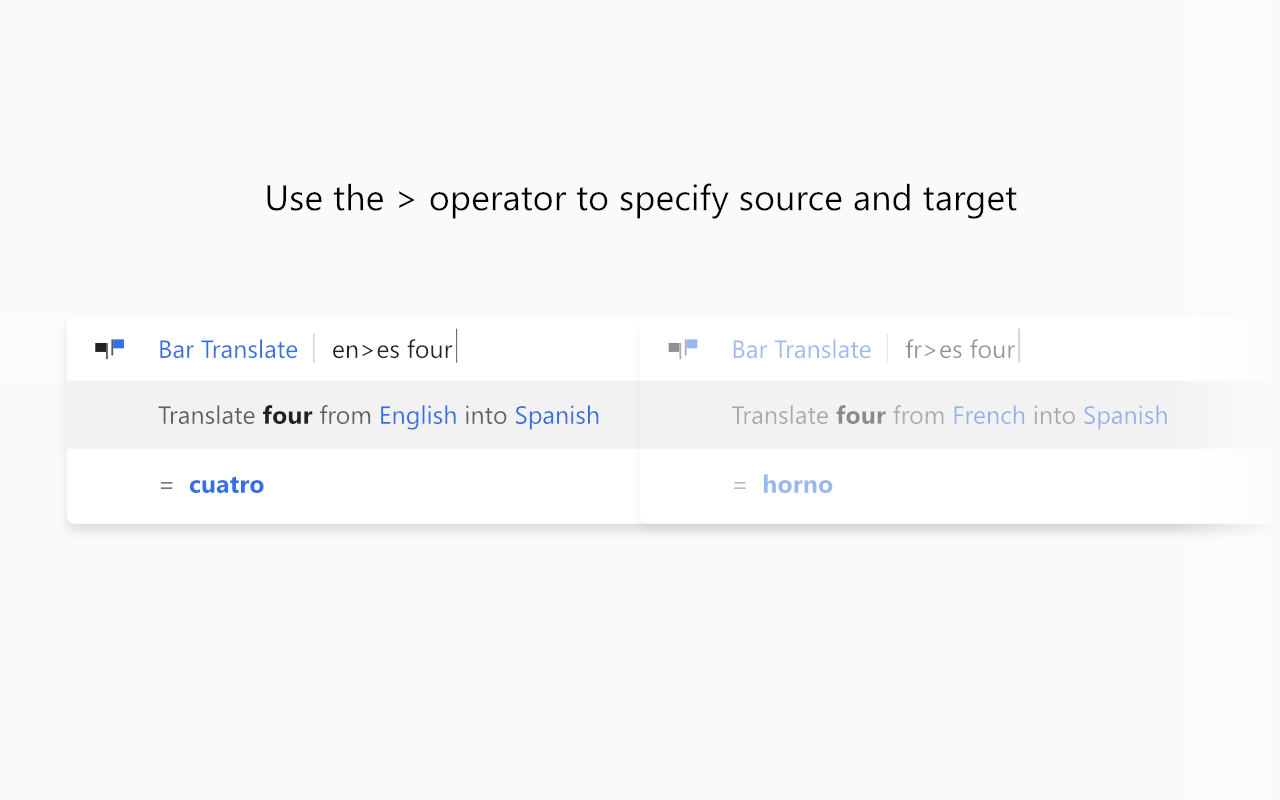 Use the > operator to specify source and target
Bar Translate en>es four
Translate four from English into Spanish
= cuatro
Bar Translate fr>es four
Translate four from French into Spanish
= horno